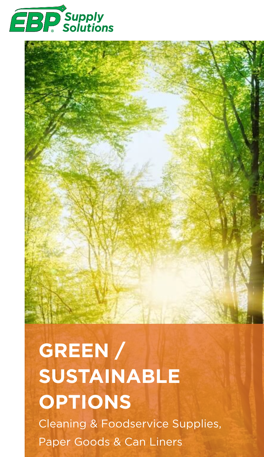 EBP Supply
Solutions
GREEN /
SUSTAINABLE
OPTIONS
Cleaning & Foodservice Supplies,
Paper Goods & Can Liners